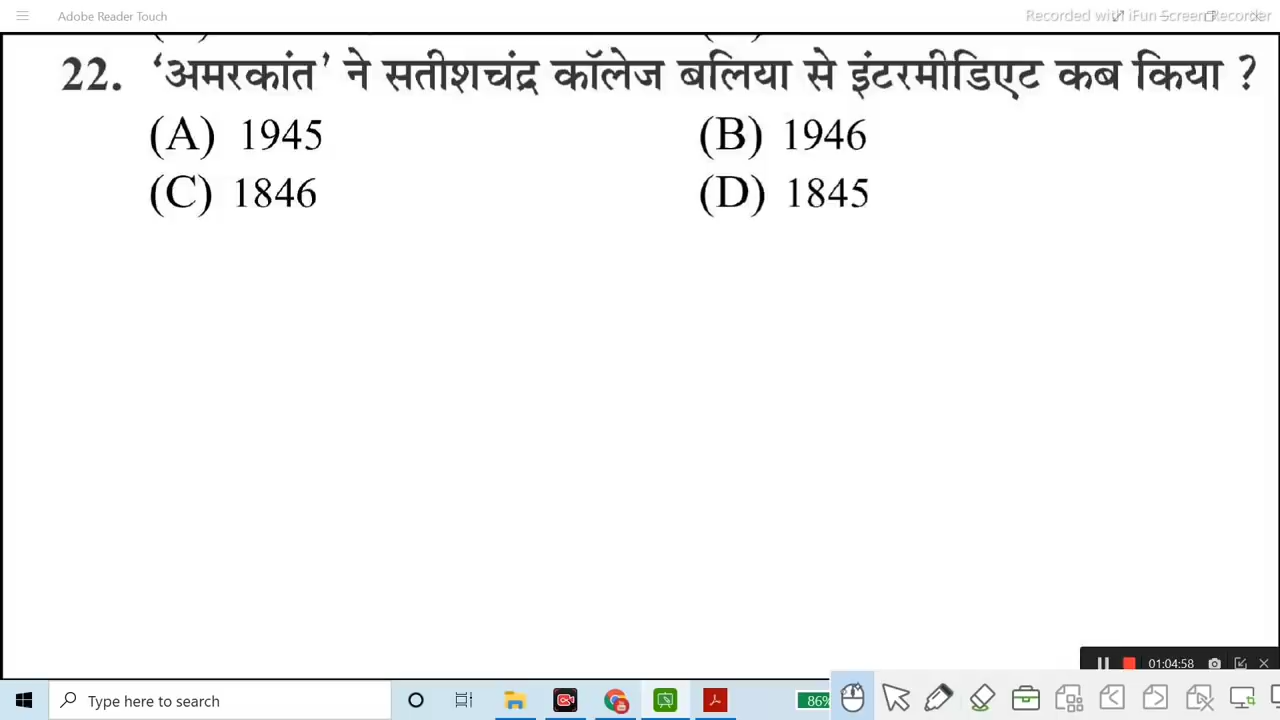 Adobe Reader Touch
Recorded with iFun Screen Recorder
22. ‘अमरकांत’ ने सतीशचंद्र कॉलेज बलिया से इंटरमीडिएट कब किया ?
(A) 1945 (B) 1946
(C) 1846 (D) 1845
01:04:58
Type here to search
86%